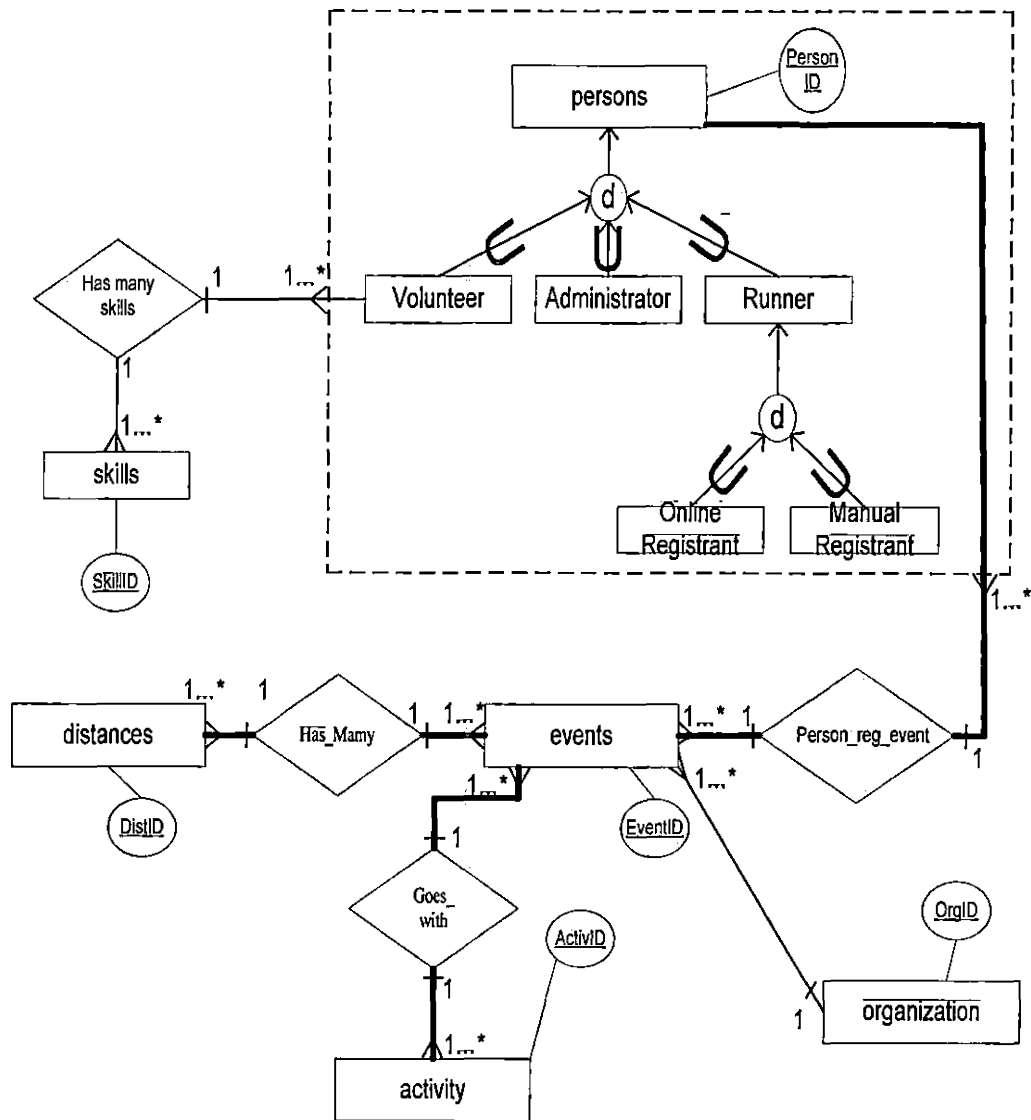 Person
ID
persons
d
Volunteer
Administrator
Runner
1...*
1
Has many
skills
1
1...*
skills
SkillID
d
Online
Registrant
Manual
Registrant
1...*
distances
1...*
1
Has_Mamy
1
1...*
events
1...*
1
Person_reg_event
1
DistID
1...*
EventID
1...*
1
Goes_
with
1
1...*
activity
ActivID
OrgID
1
organization